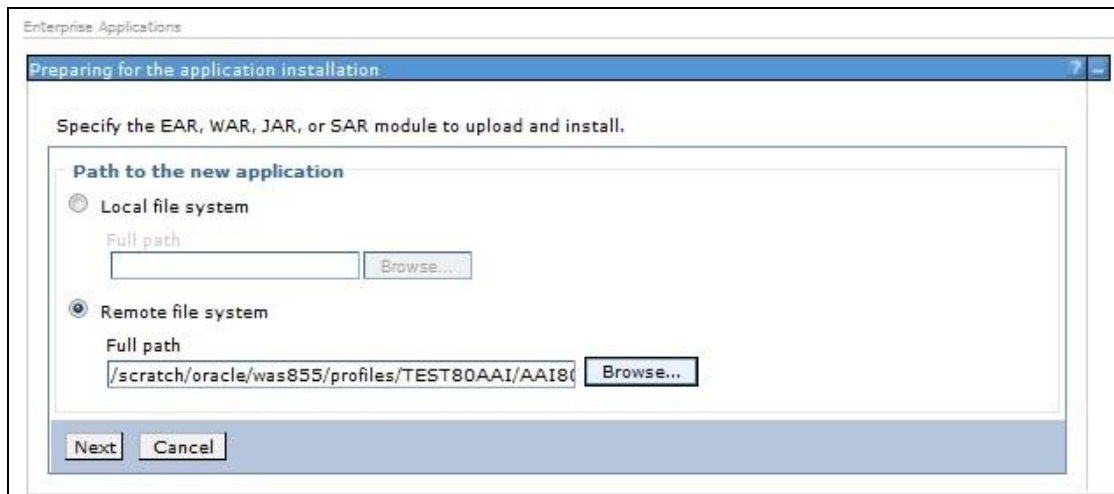 Enterprise Applications
Preparing for the application installation ? –
Specify the EAR, WAR, JAR, or SAR module to upload and install.
Path to the new application
Local file system
Full path
Browse...
Remote file system
Full path
/scratch/oracle/was855/profiles/TEST80AAI/AAI80 Browse...
Next Cancel